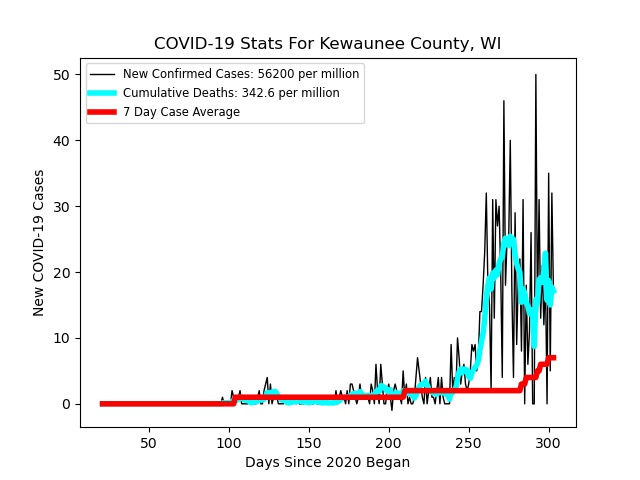 COVID-19 Stats For Kewaunee County, WI
New Confirmed Cases: 56200 per million
Cumulative Deaths: 342.6 per million
7 Day Case Average
New COVID-19 Cases
50
40
30
20
10
0
50 100 150 200 250 300
Days Since 2020 Began